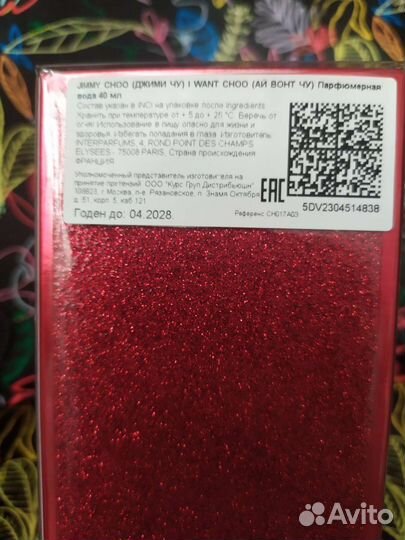 JIMMY CHOO (ДЖИМИ ЧУ) I WANT CHOO (АЙ ВОНТ ЧУ) Парфюмерная
вода 40 мл
Состав указан в INCI на упаковке после ingredients.
Хранить при температуре от + 5 до + 25 °C. Беречь от
огня! Использование в пищу опасно для жизни и
здоровья. Избегать попадания в глаза. Изготовитель:
INTERPARFUMS, 4, ROND POINT DES CHAMPS
ELYSEES - 75008 PARIS, Страна происхождения
ФРАНЦИЯ
Уполномоченный представитель изготовителя на
принятие претензий: ООО "Курс Груп Дистрибьюшн"
109823, г. Москва, п-е. Рязановское, п. Знамя Октября
д. 51, корп. 3, каб 121
Годен до: 04.2028.
EAC
5DV2304514838
Референс CH017A03
Avito